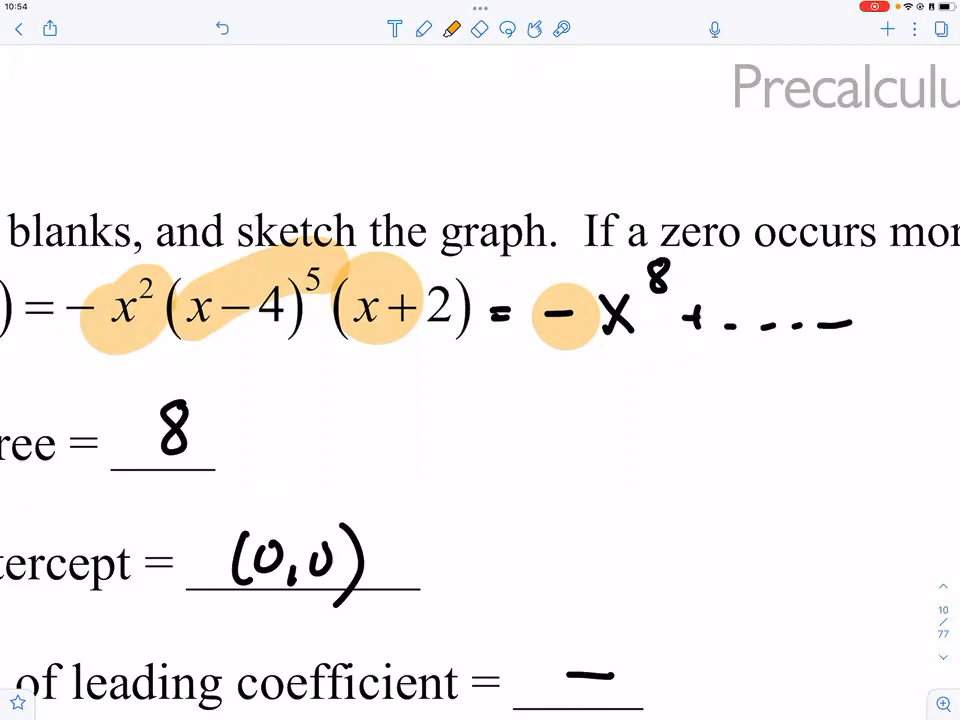 10:54
Precalculu
blanks, and sketch the graph. If a zero occurs mor
) = − x² (x − 4)⁵ (x + 2) = − x⁸ + . . . . —
ree = 8
tercept = (0,0)
of leading coefficient = −
10
/
77